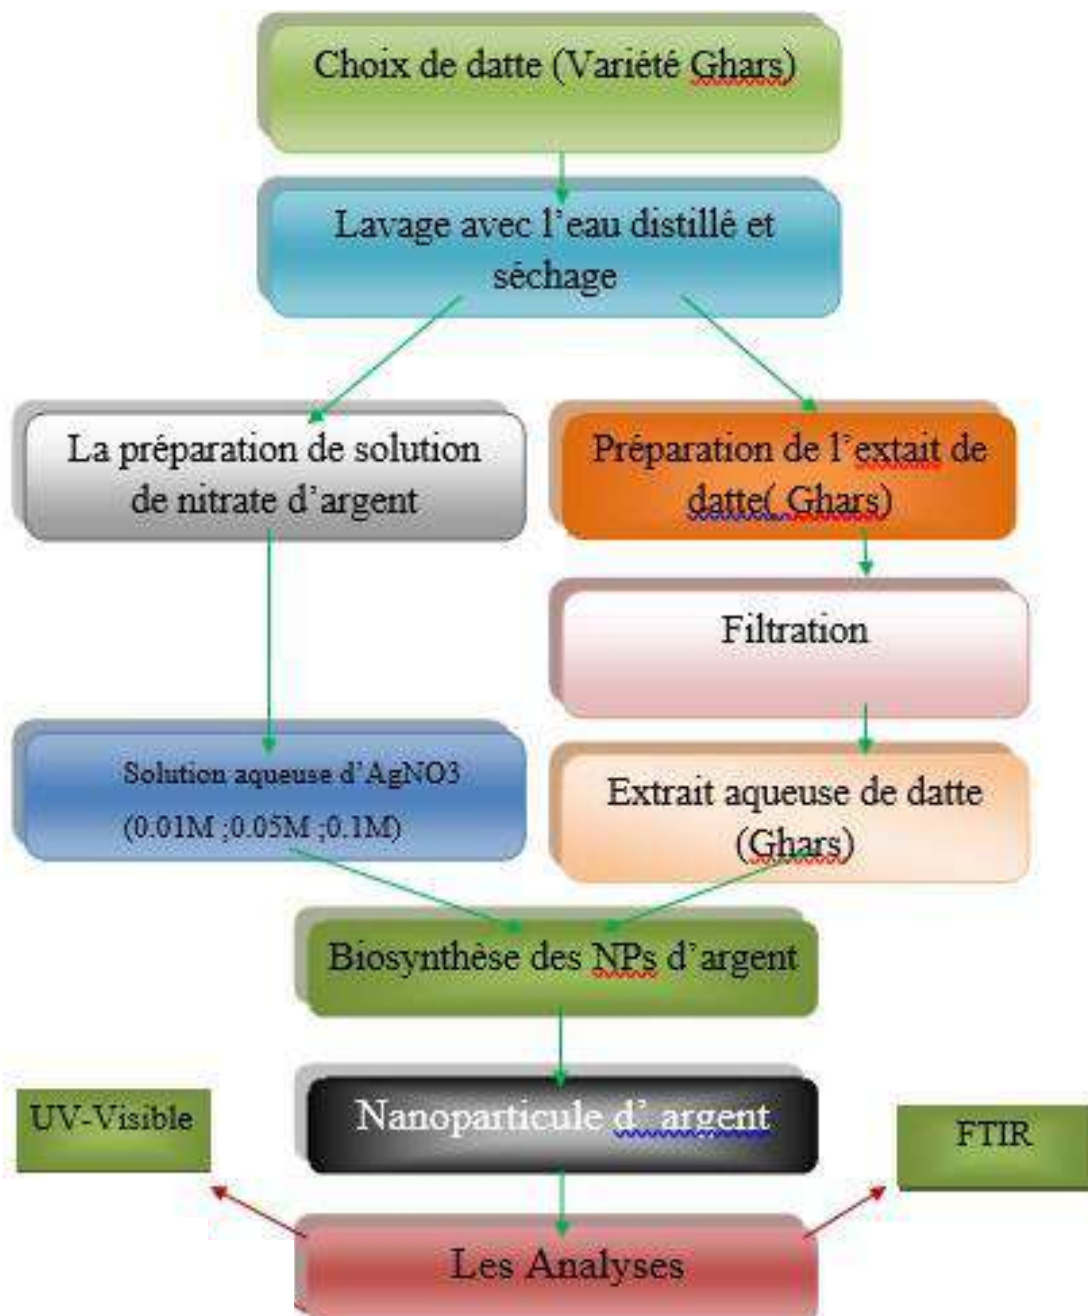 Choix de datte (Variété Ghars)
Lavage avec l’eau distillé et
séchage
La préparation de solution
de nitrate d’argent
Préparation de l’extait de
datte( Ghars)
Filtration
Solution aqueuse d’AgNO3
(0.01M ;0.05M ;0.1M)
Extrait aqueuse de datte
(Ghars)
Biosynthèse des NPs d’argent
Nanoparticule d’ argent
UV-Visible
FTIR
Les Analyses